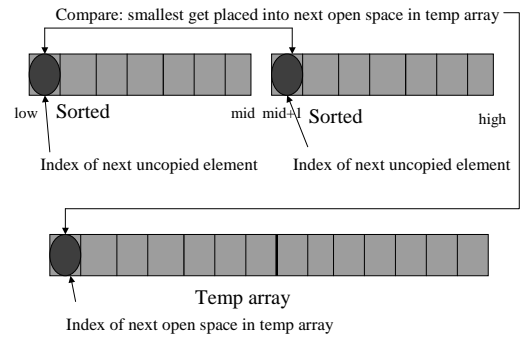 Compare: smallest get placed into next open space in temp array
low Sorted mid mid+1 Sorted high
Index of next uncopied element Index of next uncopied element
Temp array
Index of next open space in temp array